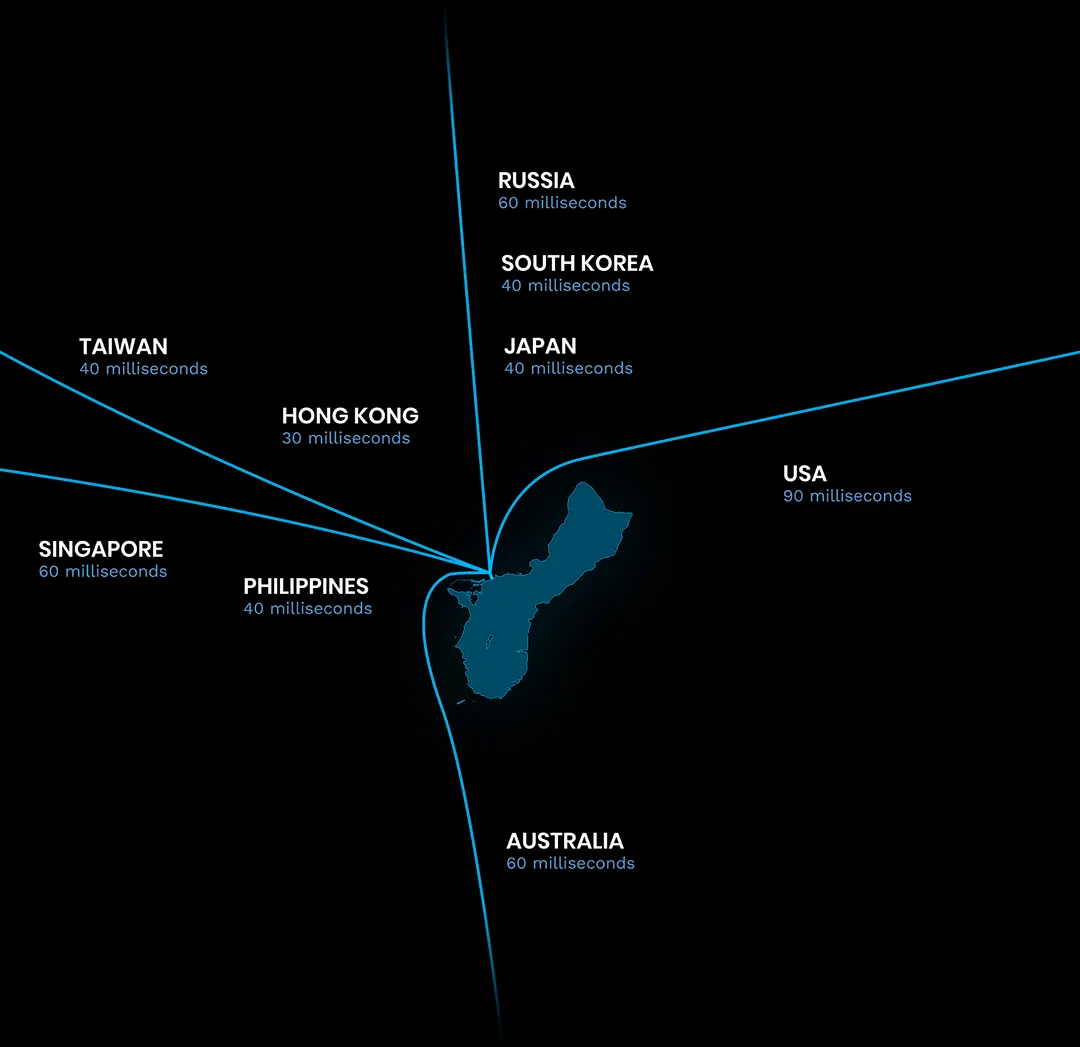 RUSSIA
60 milliseconds
SOUTH KOREA
40 milliseconds
TAIWAN
40 milliseconds
JAPAN
40 milliseconds
HONG KONG
30 milliseconds
USA
90 milliseconds
SINGAPORE
60 milliseconds
PHILIPPINES
40 milliseconds
AUSTRALIA
60 milliseconds